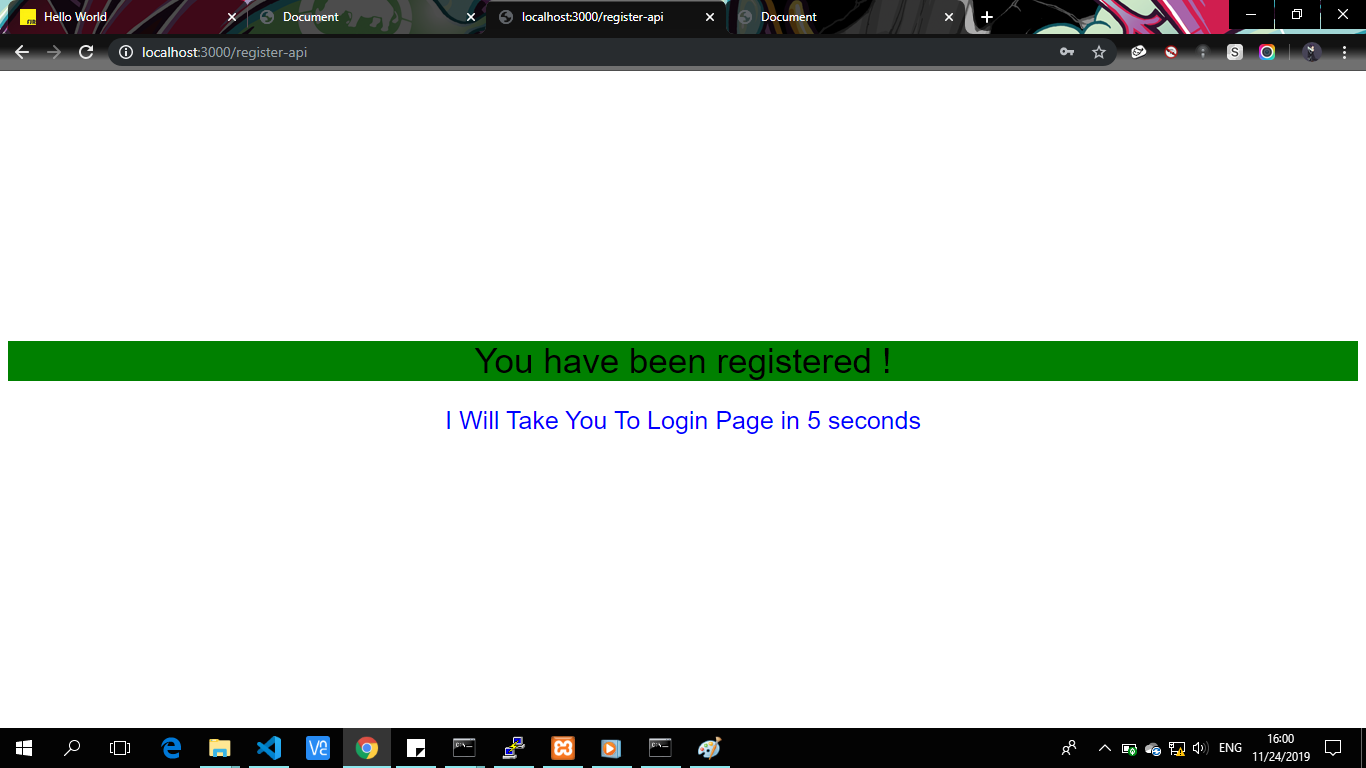 Hello World
Document
localhost:3000/register-api
Document
localhost:3000/register-api
You have been registered !
I Will Take You To Login Page in 5 seconds
ENG
16:00
11/24/2019